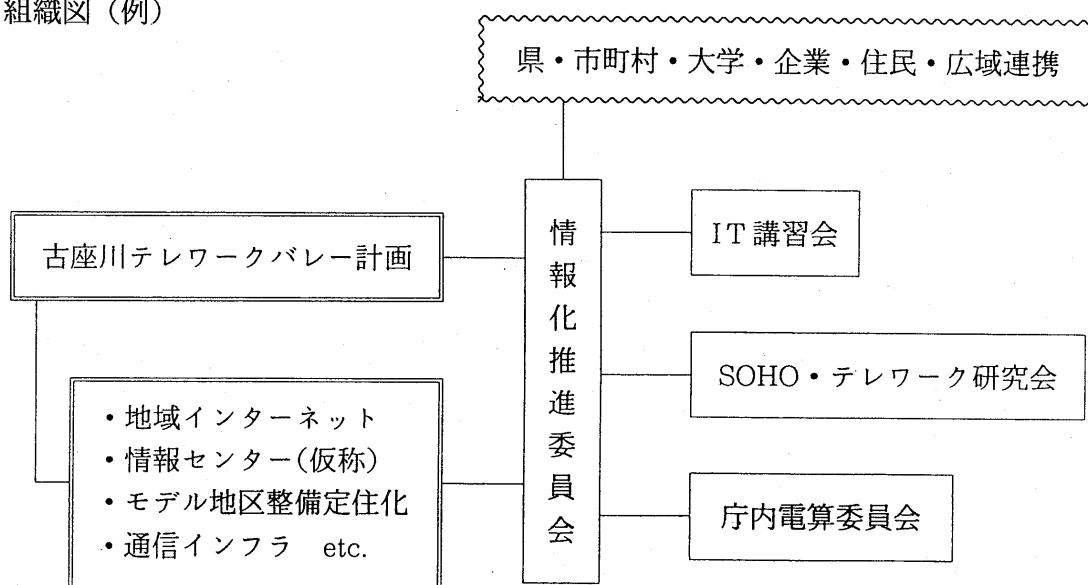 組織図（例）
県・市町村・大学・企業・住民・広域連携
情報化推進委員会
古座川テレワークバレー計画
・地域インターネット
・情報センター(仮称)
・モデル地区整備定住化
・通信インフラ　etc.
IT講習会
SOHO・テレワーク研究会
庁内電算委員会